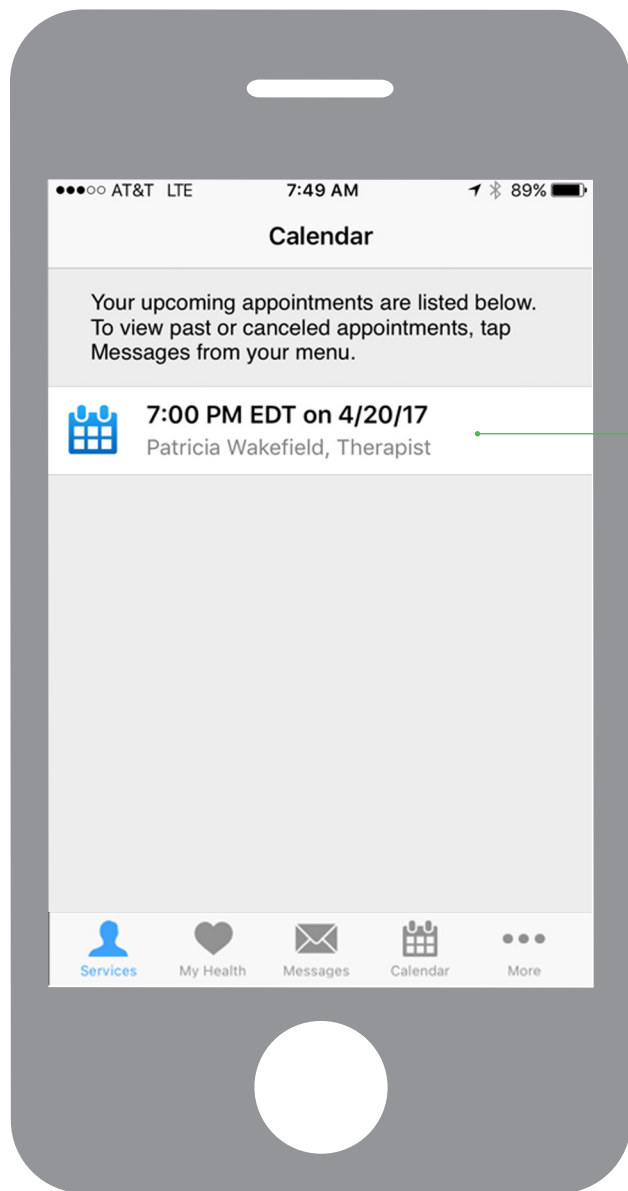 AT&T LTE 7:49 AM 89%
Calendar
Your upcoming appointments are listed below.
To view past or canceled appointments, tap
Messages from your menu.
7:00 PM EDT on 4/20/17
Patricia Wakefield, Therapist
Services My Health Messages Calendar More